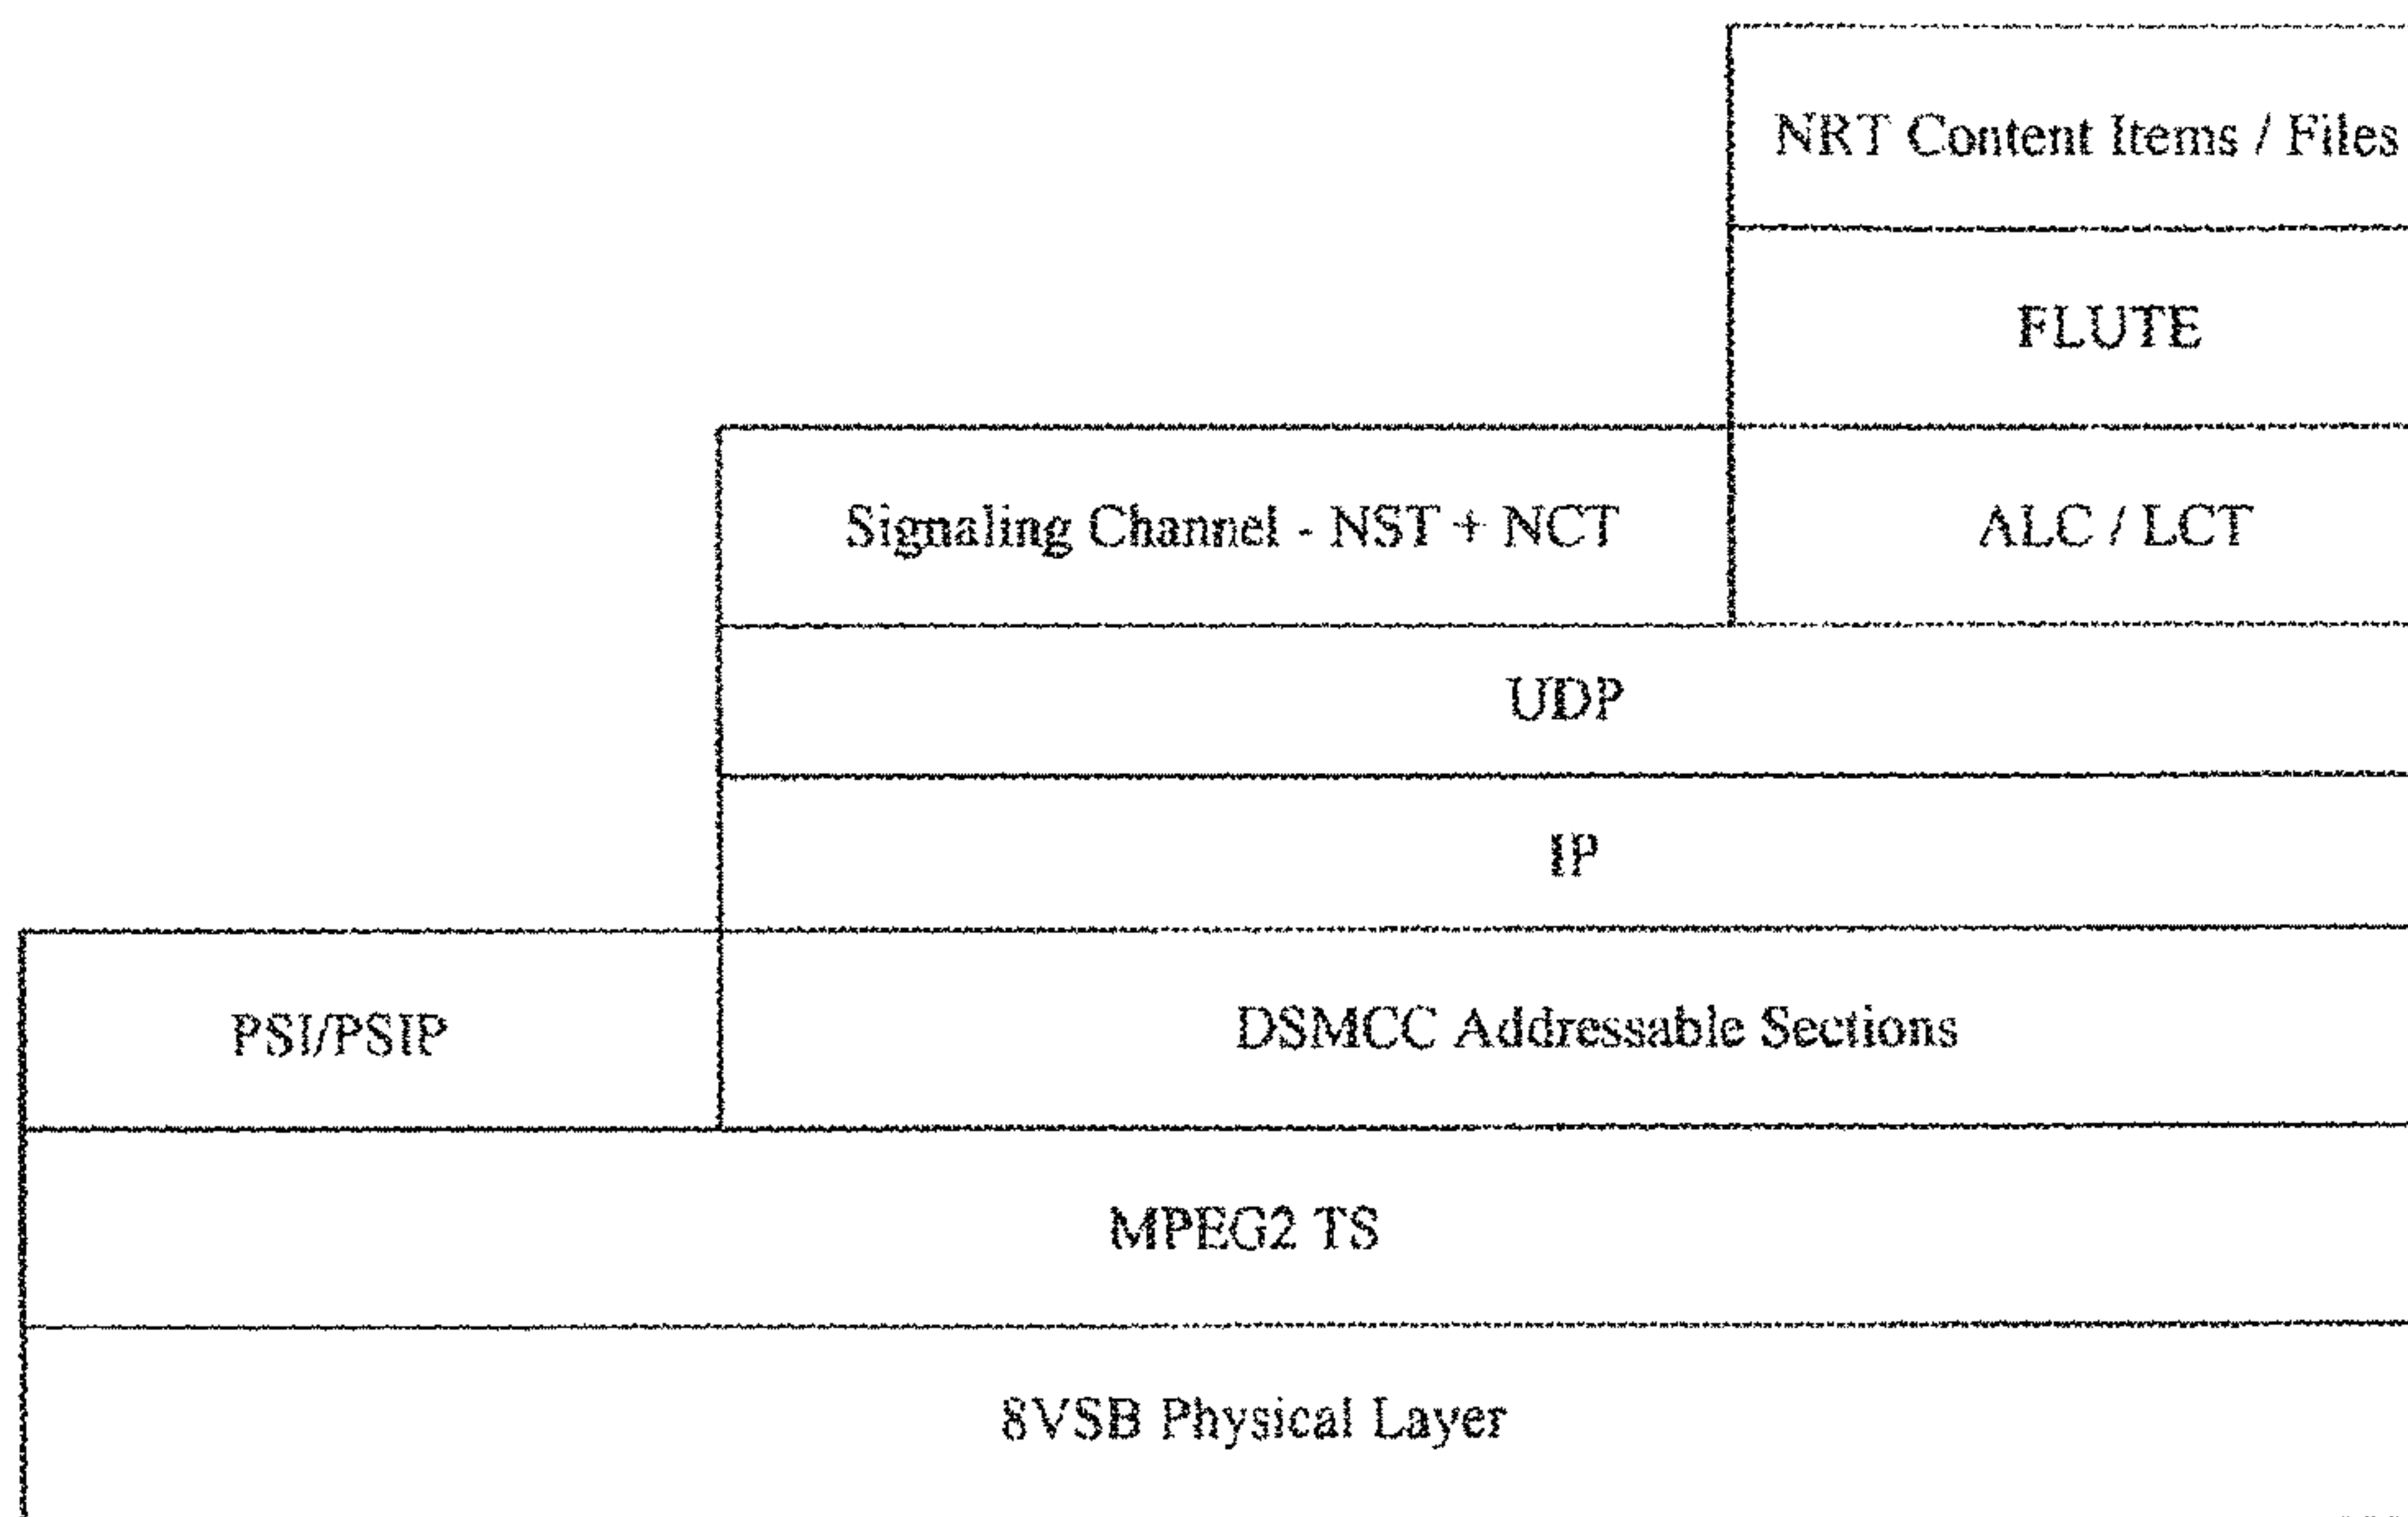 NRT Content Items / Files
FLUTE
Signaling Channel - NST + NCT
ALC / LCT
UDP
IP
PSI/PSIP
DSMCC Addressable Sections
MPEG2 TS
8VSB Physical Layer